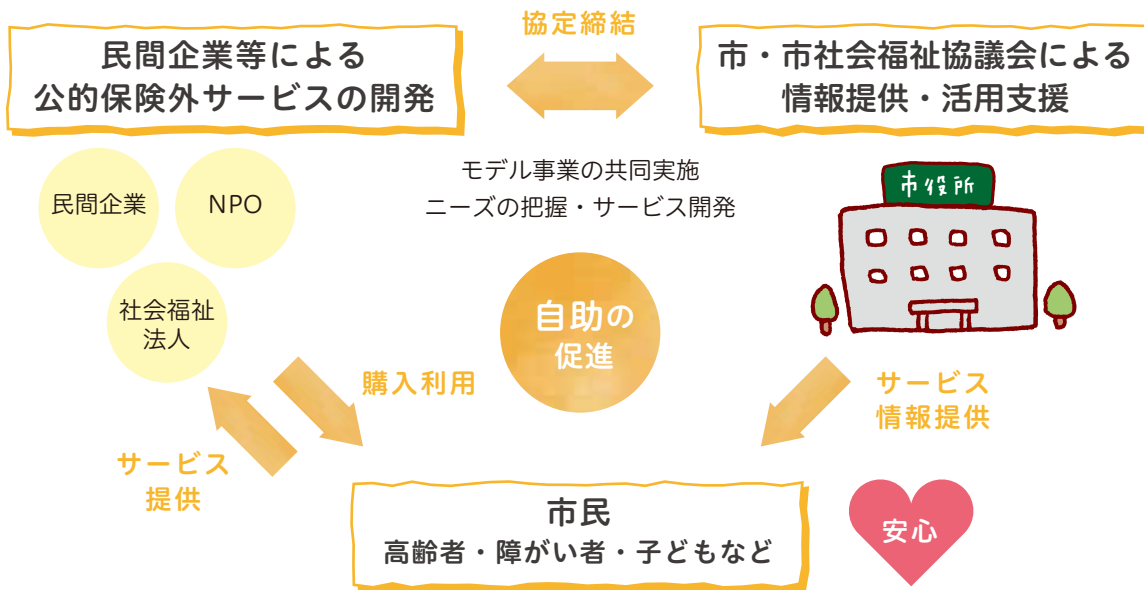 協定締結
民間企業等による
公的保険外サービスの開発
市・市社会福祉協議会による
情報提供・活用支援
モデル事業の共同実施
ニーズの把握・サービス開発
民間企業
NPO
社会福祉
法人
市役所
自助の
促進
購入利用
サービス
提供
サービス
情報提供
市民
高齢者・障がい者・子どもなど
安心